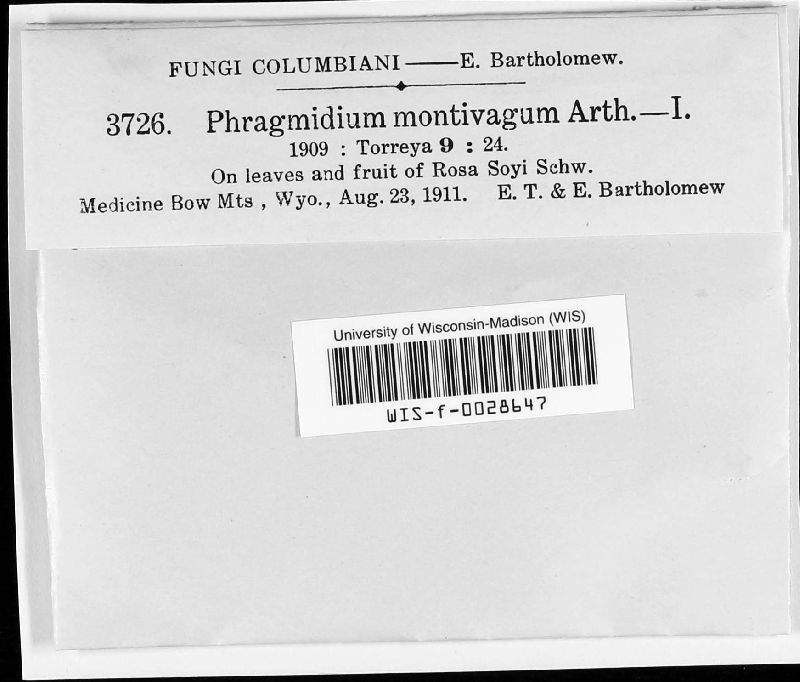 FUNGI COLUMBIANI——E. Bartholomew.
3726. Phragmidium montivagum Arth.—I.
1909 : Torreya 9 : 24.
On leaves and fruit of Rosa Soyi Schw.
Medicine Bow Mts , Wyo., Aug. 23, 1911. E. T. & E. Bartholomew
University of Wisconsin-Madison (WIS)
WIS-f-0028647